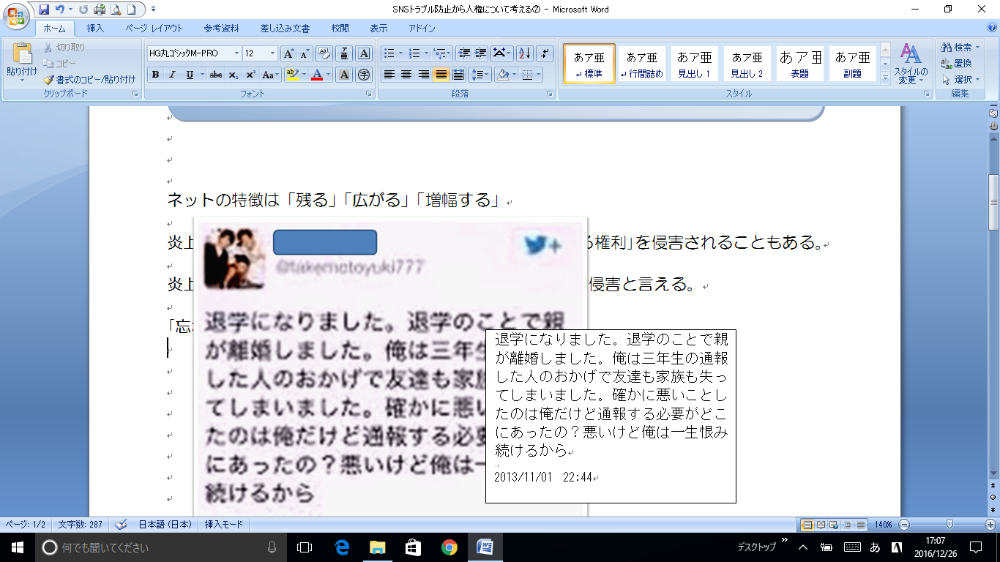 SNSトラブル防止から人権について考える⑦ - Microsoft Word
ホーム 挿入 ページ レイアウト 参考資料 差し込み文書 校閲 表示 アドイン
貼り付け
切り取り
コピー
書式のコピー/貼り付け
クリップボード
HG丸ゴシックM-PRO 12
フォント
段落
あア亜 あア亜 あア亜 あア亜 あア亜 あア亜
標準 行間詰め 見出し 1 見出し 2 表題 副題
スタイルの
変更
スタイル
検索
置換
選択
編集
ネットの特徴は「残る」「広がる」「増幅する」
炎上
る権利」を侵害されることもある。
炎上
侵害と言える。
「忘
@takemotoyuki777
退学になりました。退学のことで親
が離婚しました。俺は三年生
した人のおかげで友達も家族
てしまいました。確かに悪い
たのは俺だけど通報する必要
にあったの？悪いけど俺は一
続けるから
退学になりました。退学のことで親
が離婚しました。俺は三年生の通報
した人のおかげで友達も家族も失っ
てしまいました。確かに悪いことし
たのは俺だけど通報する必要がどこ
にあったの？悪いけど俺は一生恨み
続けるから
2013/11/01 22:44
ページ: 1/2 文字数: 287 日本語 (日本) 挿入モード 140%
何でも聞いてください
デスクトップ あ A 17:07
2016/12/26